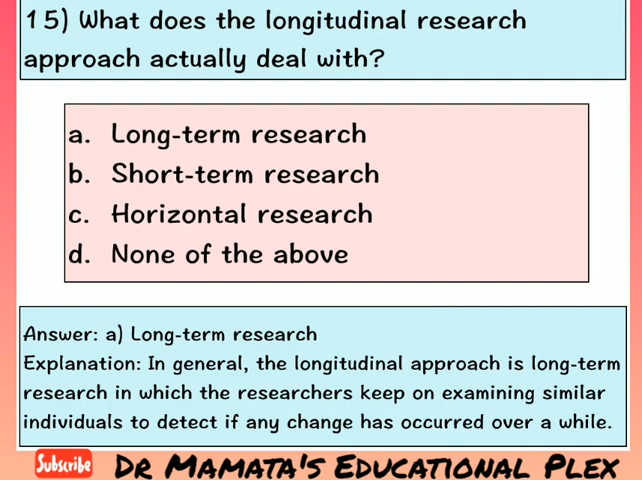 15) What does the longitudinal research
approach actually deal with?
a. Long-term research
b. Short-term research
c. Horizontal research
d. None of the above
Answer: a) Long-term research
Explanation: In general, the longitudinal approach is long-term
research in which the researchers keep on examining similar
individuals to detect if any change has occurred over a while.
Subscribe DR MAMATA'S EDUCATIONAL PLEX